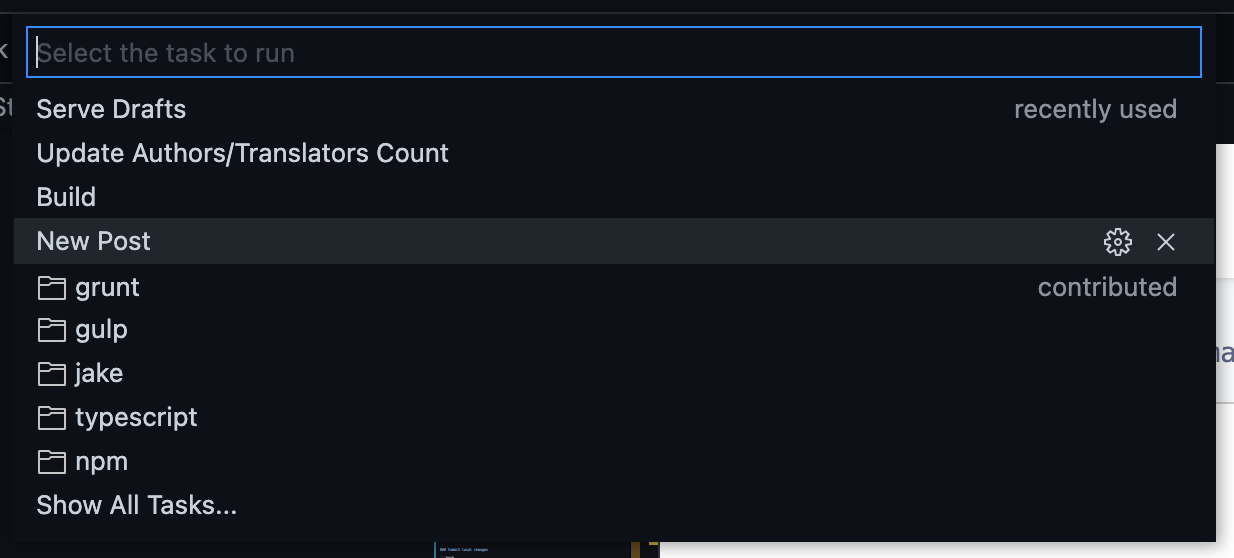 Select the task to run
Serve Drafts recently used
Update Authors/Translators Count
Build
New Post
grunt contributed
gulp
jake
typescript
npm
Show All Tasks...